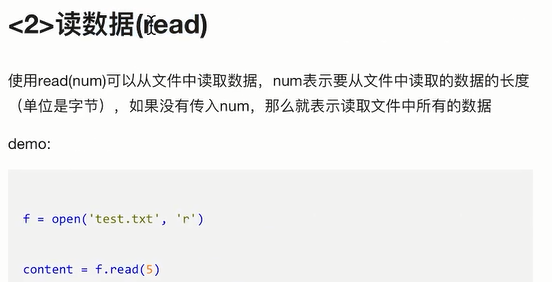 <2>读数据(read)
使用read(num)可以从文件中读取数据，num表示要从文件中读取的数据的长度
（单位是字节），如果没有传入num，那么就表示读取文件中所有的数据
demo:
f = open('test.txt', 'r')
content = f.read(5)